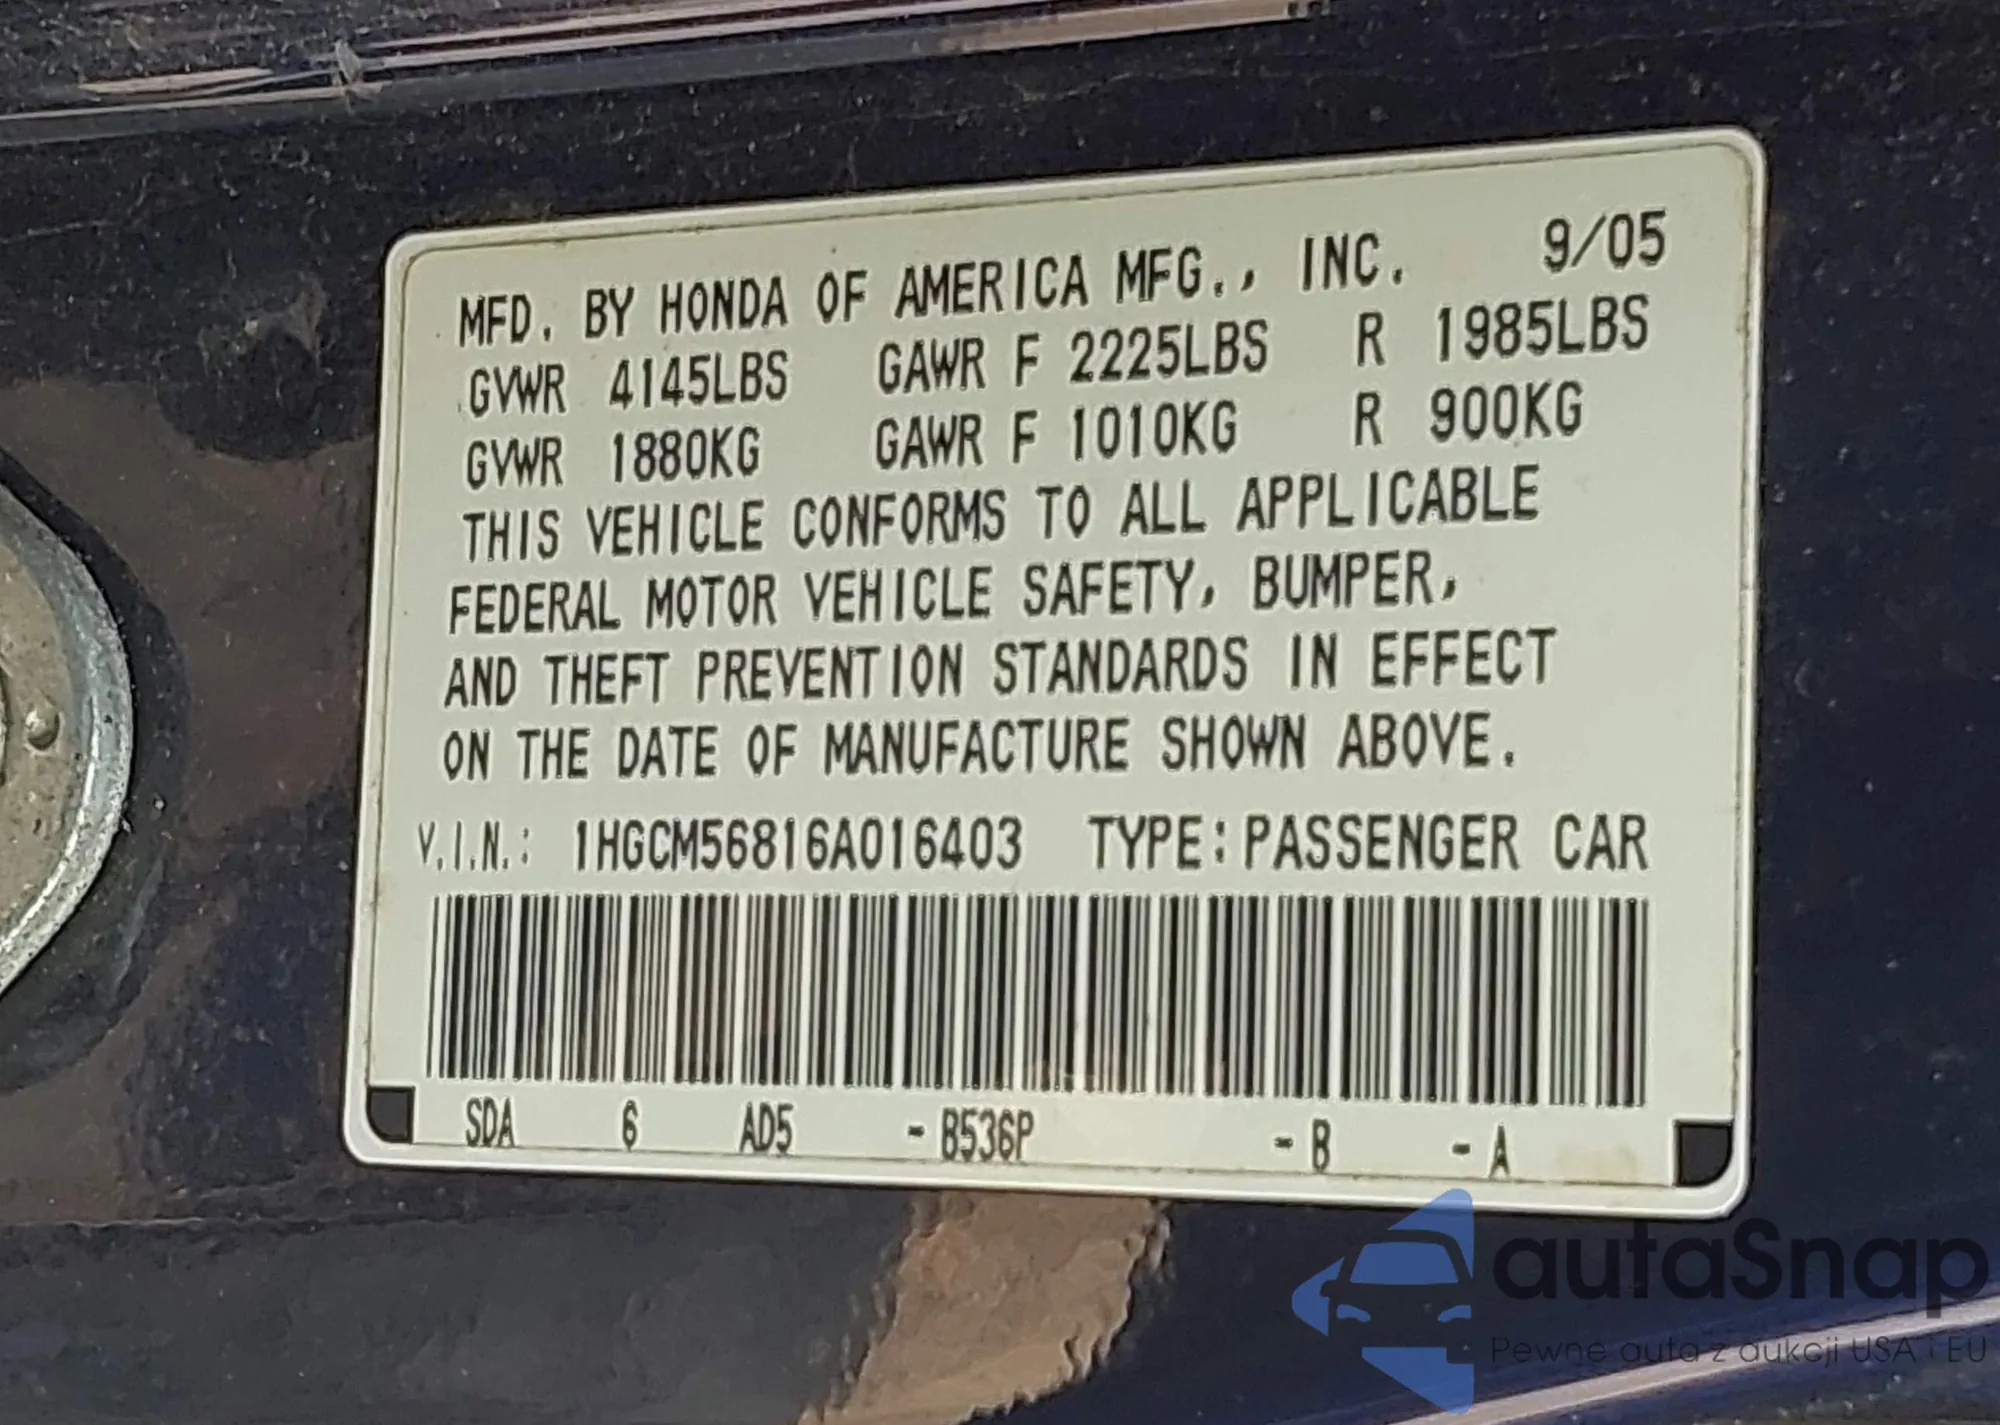 MFD. BY HONDA OF AMERICA MFG., INC. 9/05
GVWR 4145LBS GAWR F 2225LBS R 1985LBS
GVWR 1880KG GAWR F 1010KG R 900KG
THIS VEHICLE CONFORMS TO ALL APPLICABLE
FEDERAL MOTOR VEHICLE SAFETY, BUMPER,
AND THEFT PREVENTION STANDARDS IN EFFECT
ON THE DATE OF MANUFACTURE SHOWN ABOVE.
V.I.N.: 1HGCM56816A016403 TYPE: PASSENGER CAR
SDA 6 AD5 - B536P - B - A
autaSnap
Pewne auta z aukcji USA i EU